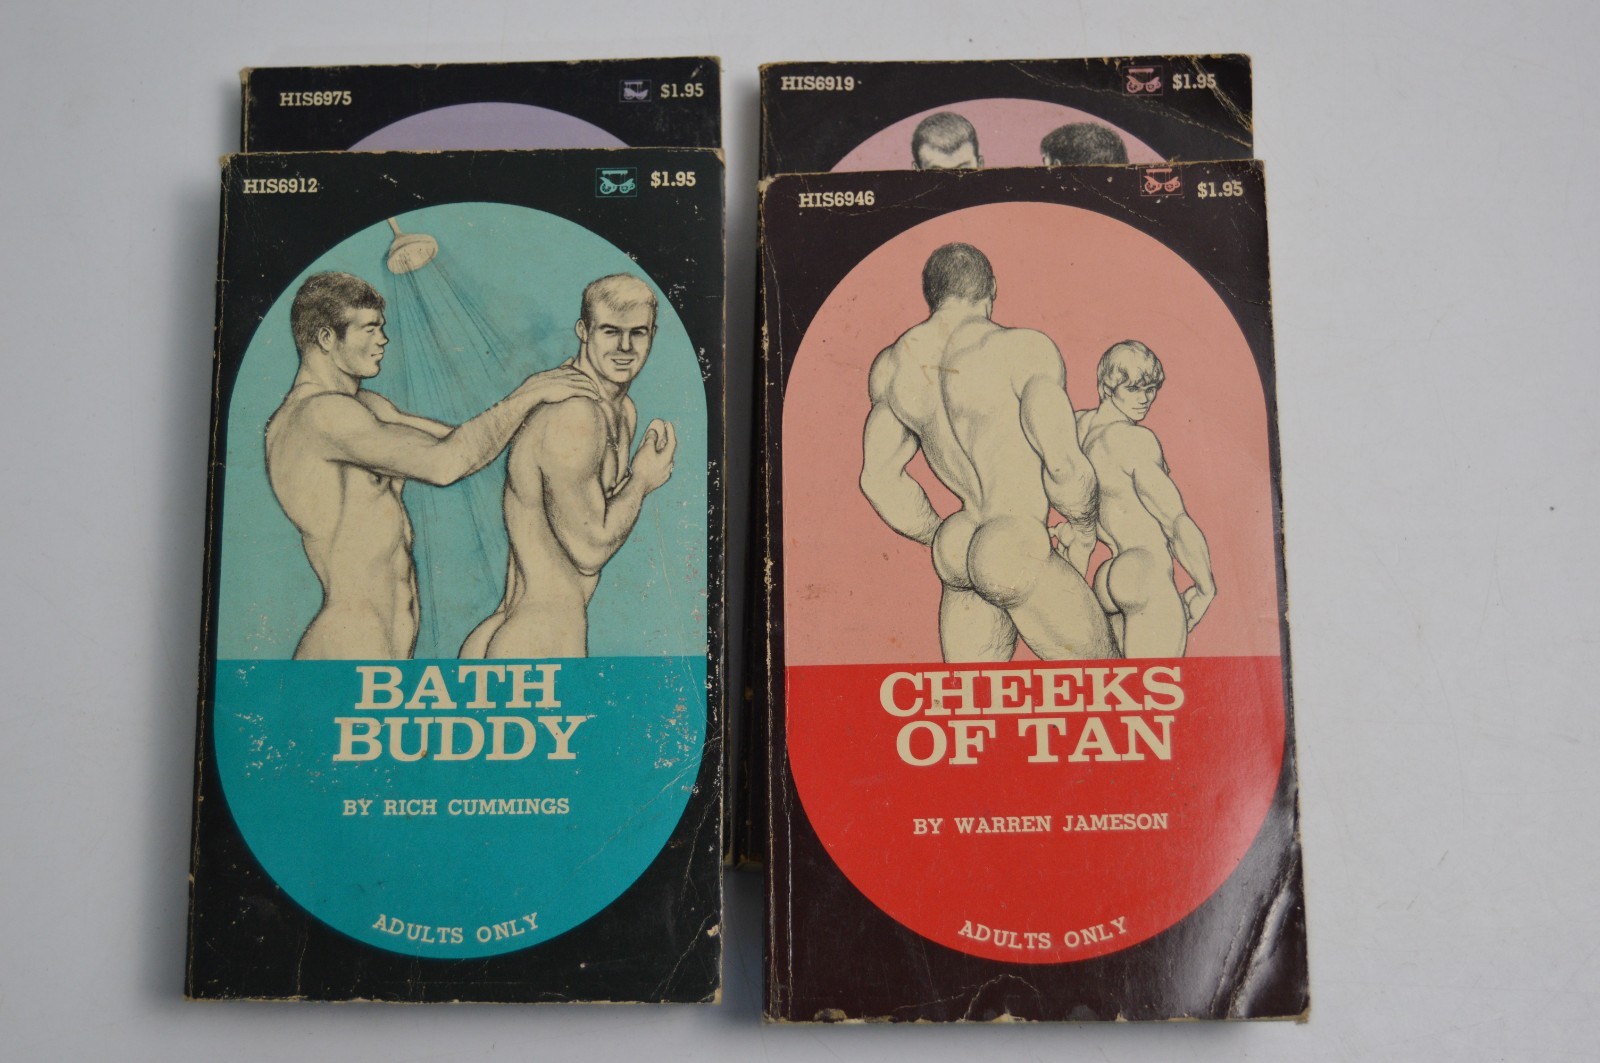 HIS6975
$1.95
HIS6912
$1.95
BATH
BUDDY
BY RICH CUMMINGS
ADULTS ONLY
HIS6919
$1.95
HIS6946
$1.95
CHEEKS
OF TAN
BY WARREN JAMESON
ADULTS ONLY